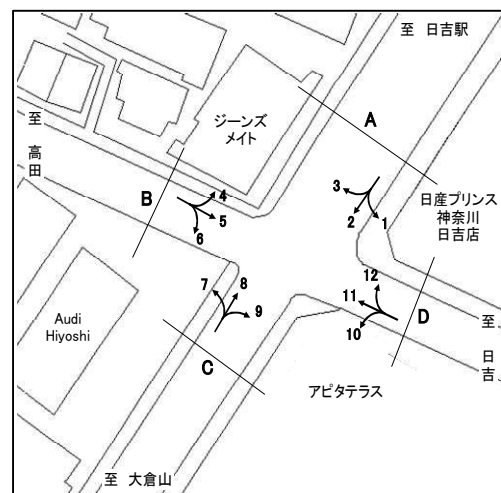 至 日吉駅
ジーンズ
メイト
A
至
高
田
B
4
5
6
3
2
1
日産プリンス
神奈川
日吉店
12
11
10
D
7
8
9
至
日
吉
Audi
Hiyoshi
C
アピタテラス
至 大倉山